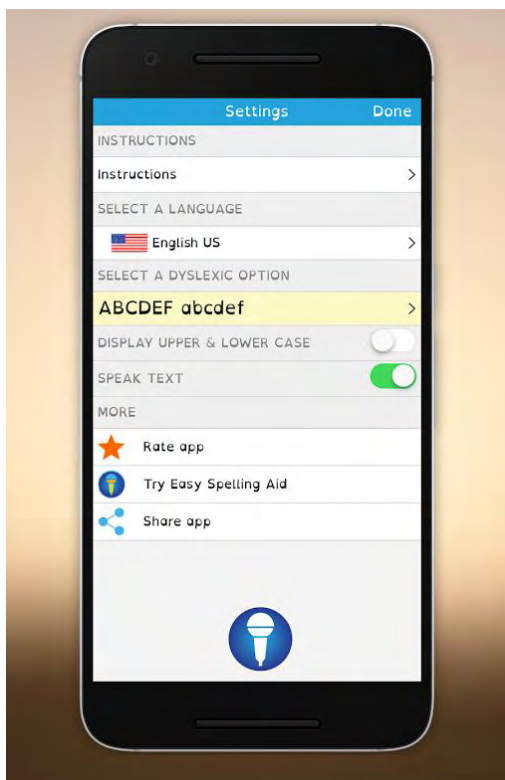 Settings Done
INSTRUCTIONS
Instructions
SELECT A LANGUAGE
English US
SELECT A DYSLEXIC OPTION
ABCDEF abcdef
DISPLAY UPPER & LOWER CASE
SPEAK TEXT
MORE
Rate app
Try Easy Spelling Aid
Share app